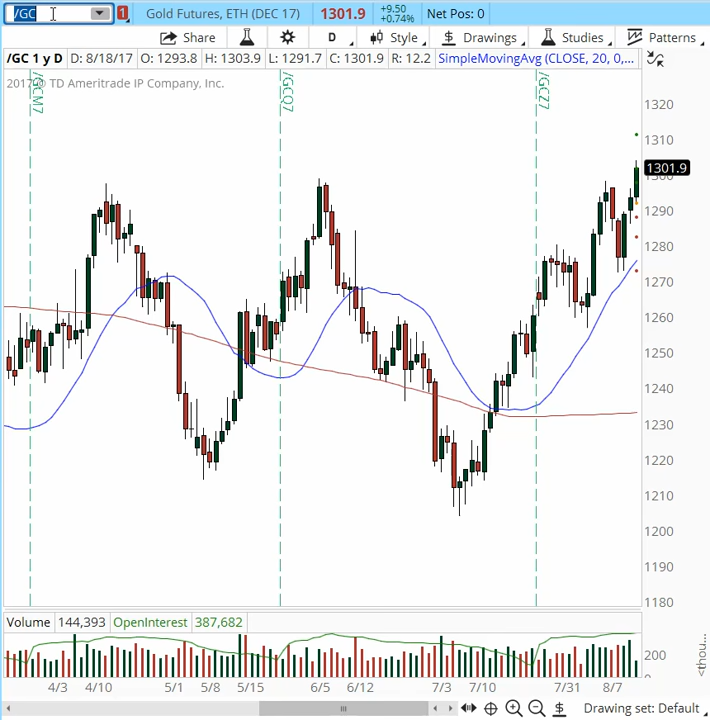 /GC 1 Gold Futures, ETH (DEC 17) 1301.9 +9.50 +0.74% Net Pos: 0
Share D Style $ Drawings Studies Patterns
/GC 1 y D D: 8/18/17 O: 1293.8 H: 1303.9 L: 1291.7 C: 1301.9 R: 12.2 SimpleMovingAvg (CLOSE, 20, 0,...
2017 © TD Ameritrade IP Company, Inc.
/GCM7
/GCQ7
/GCZ7
1320
1310
1301.9
1300
1290
1280
1270
1260
1250
1240
1230
1220
1210
1200
1190
1180
Volume 144,393 OpenInterest 387,682
200
0
<thou...
4/3 4/10 5/1 5/8 5/15 6/5 6/12 7/3 7/10 7/31 8/7
$ Drawing set: Default